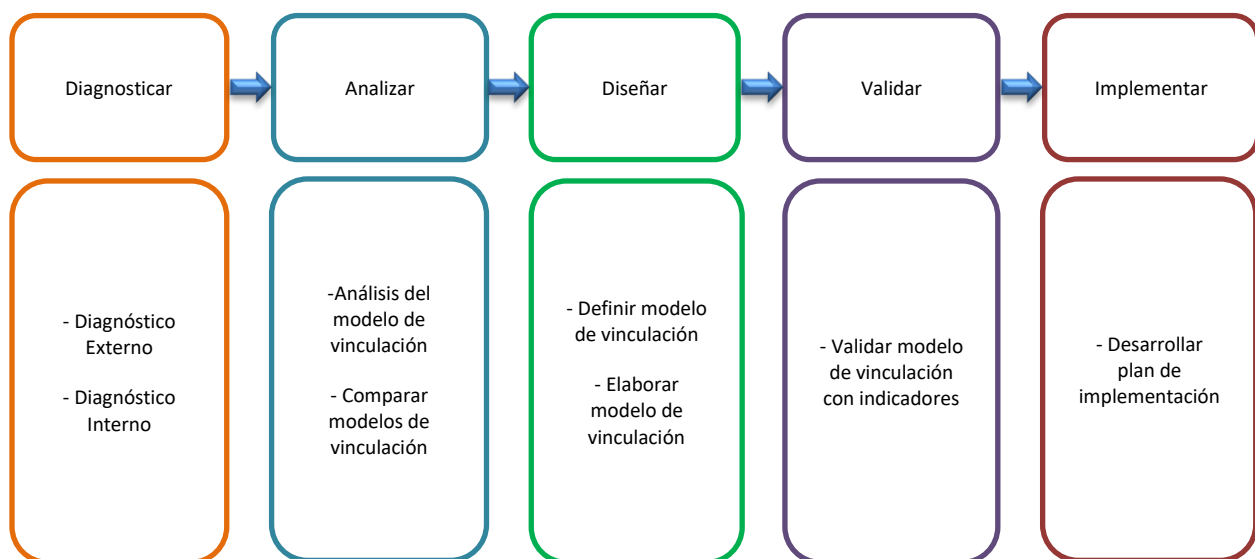 Diagnosticar
Analizar
Diseñar
Validar
Implementar
- Diagnóstico
Externo
- Diagnóstico
Interno
-Análisis del
modelo de
vinculación
- Comparar
modelos de
vinculación
- Definir modelo
de vinculación
- Elaborar
modelo de
vinculación
- Validar modelo
de vinculación
con indicadores
- Desarrollar
plan de
implementación